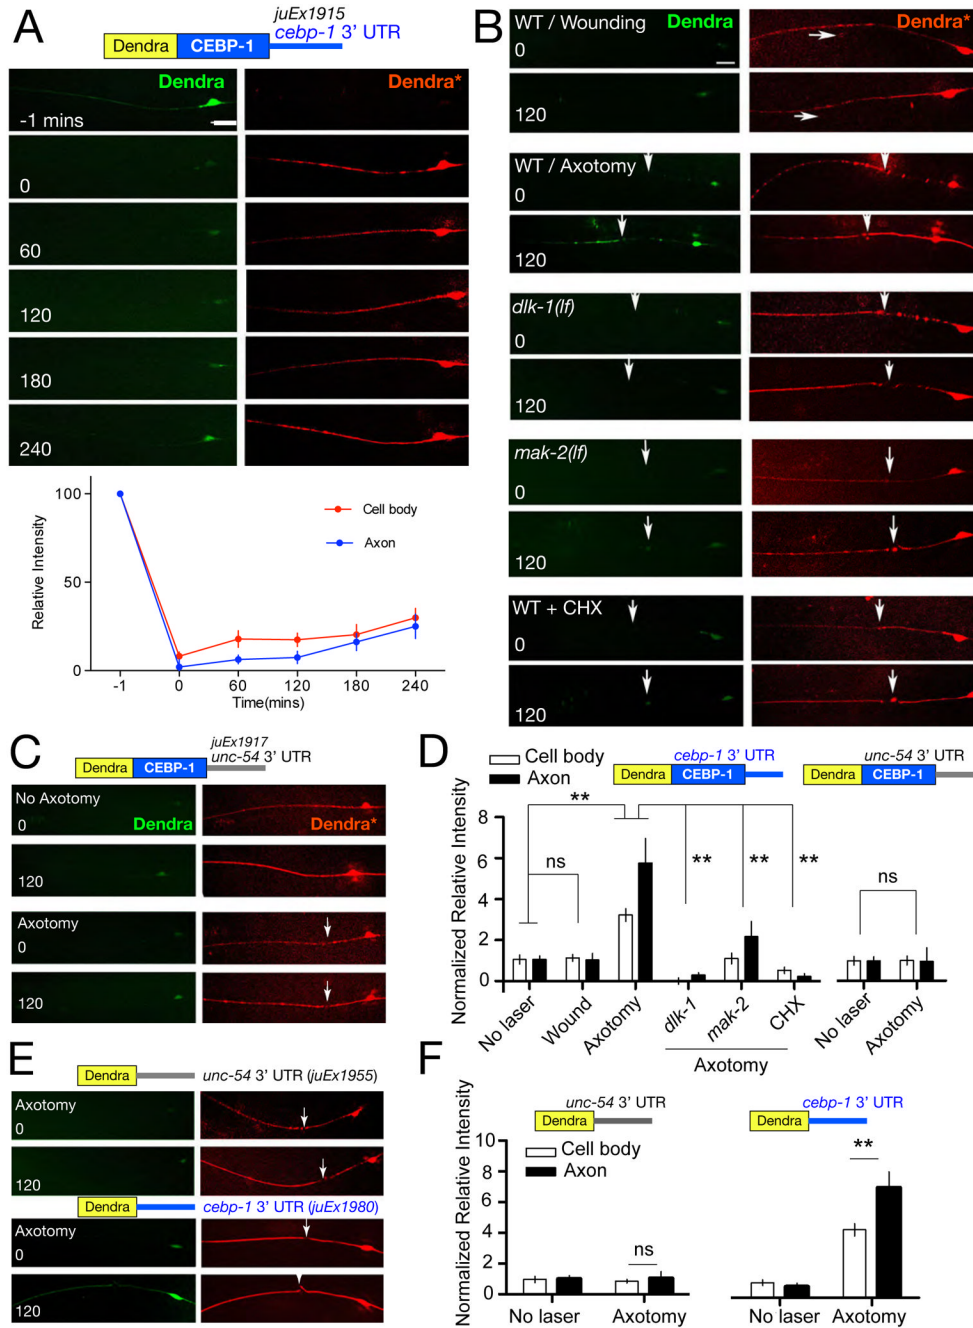 A
juEx1915
cebp-1 3' UTR
Dendra CEBP-1
Dendra Dendra*
-1 mins
0
60
120
180
240
Relative Intensity
100
50
0
Cell body
Axon
-1 0 60 120 180 240
Time(mins)
B
WT / Wounding Dendra Dendra*
0
120
WT / Axotomy
0
120
dlk-1(lf)
0
120
mak-2(lf)
0
120
WT + CHX
0
120
C
juEx1917
unc-54 3' UTR
Dendra CEBP-1
No Axotomy
0 Dendra Dendra*
120
Axotomy
0
120
D
Cell body
Axon
cebp-1 3' UTR
Dendra CEBP-1
unc-54 3' UTR
Dendra CEBP-1
Normalized Relative Intensity
8
6
4
2
0
**
ns
** ** **
ns
No laser Wound Axotomy dlk-1 mak-2 CHX
Axotomy
No laser Axotomy
E
Dendra unc-54 3' UTR (juEx1955)
Axotomy
0
120
Dendra cebp-1 3' UTR (juEx1980)
Axotomy
0
120
F
unc-54 3' UTR
Dendra
cebp-1 3' UTR
Dendra
Normalized Relative Intensity
10
8
6
4
2
0
Cell body
Axon
ns
**
No laser Axotomy
No laser Axotomy